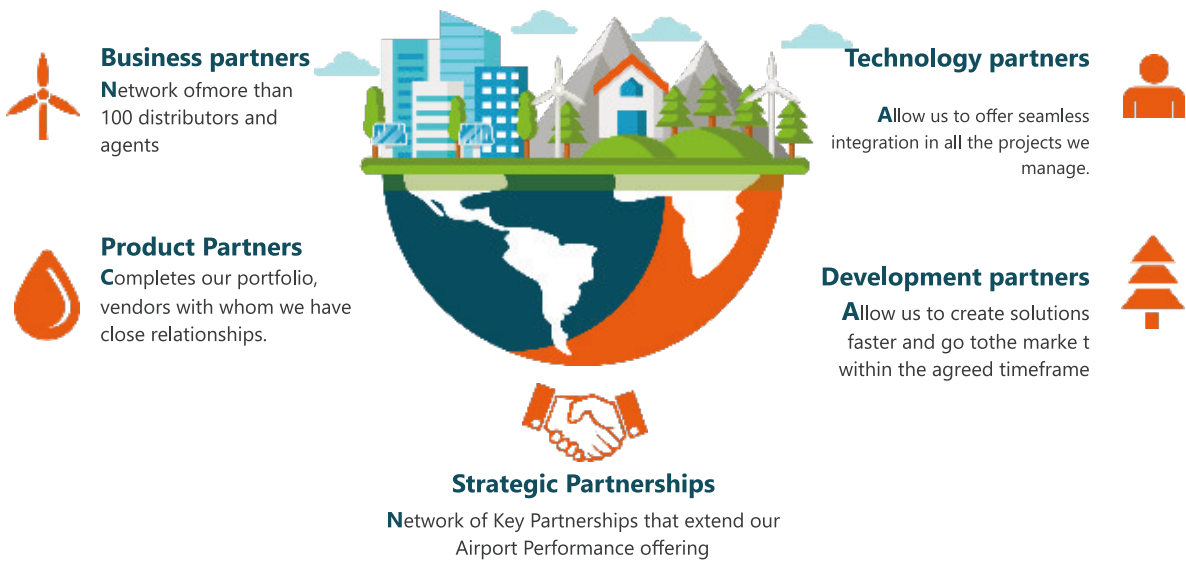 Business partners
Network ofmore than
100 distributors and
agents
Product Partners
Completes our portfolio,
vendors with whom we have
close relationships.
Technology partners
Allow us to offer seamless
integration in all the projects we
manage.
Development partners
Allow us to create solutions
faster and go tothe marke t
within the agreed timeframe
Strategic Partnerships
Network of Key Partnerships that extend our
Airport Performance offering